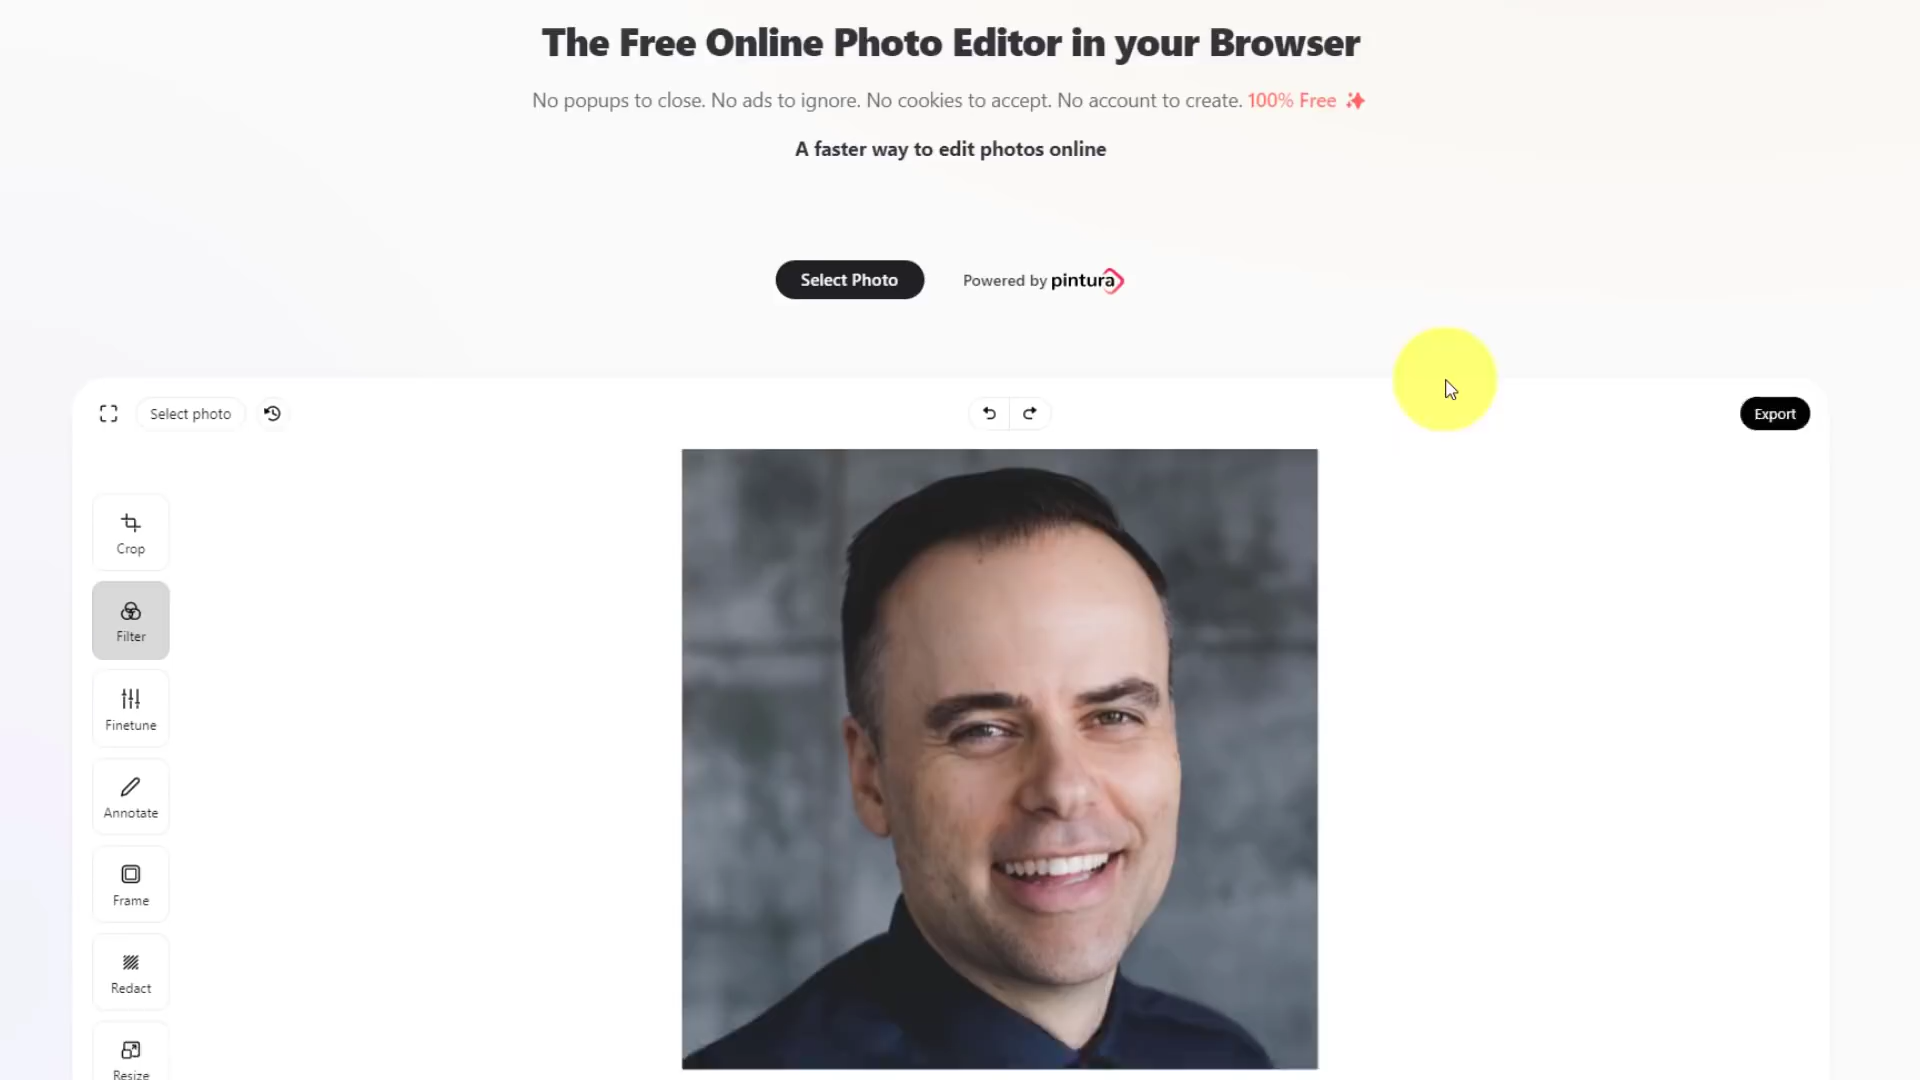 The Free Online Photo Editor in your Browser
No popups to close. No ads to ignore. No cookies to accept. No account to create. 100% Free
A faster way to edit photos online
Select Photo
Powered by pintura
Select photo
Export
Crop
Filter
Finetune
Annotate
Frame
Redact
Resize